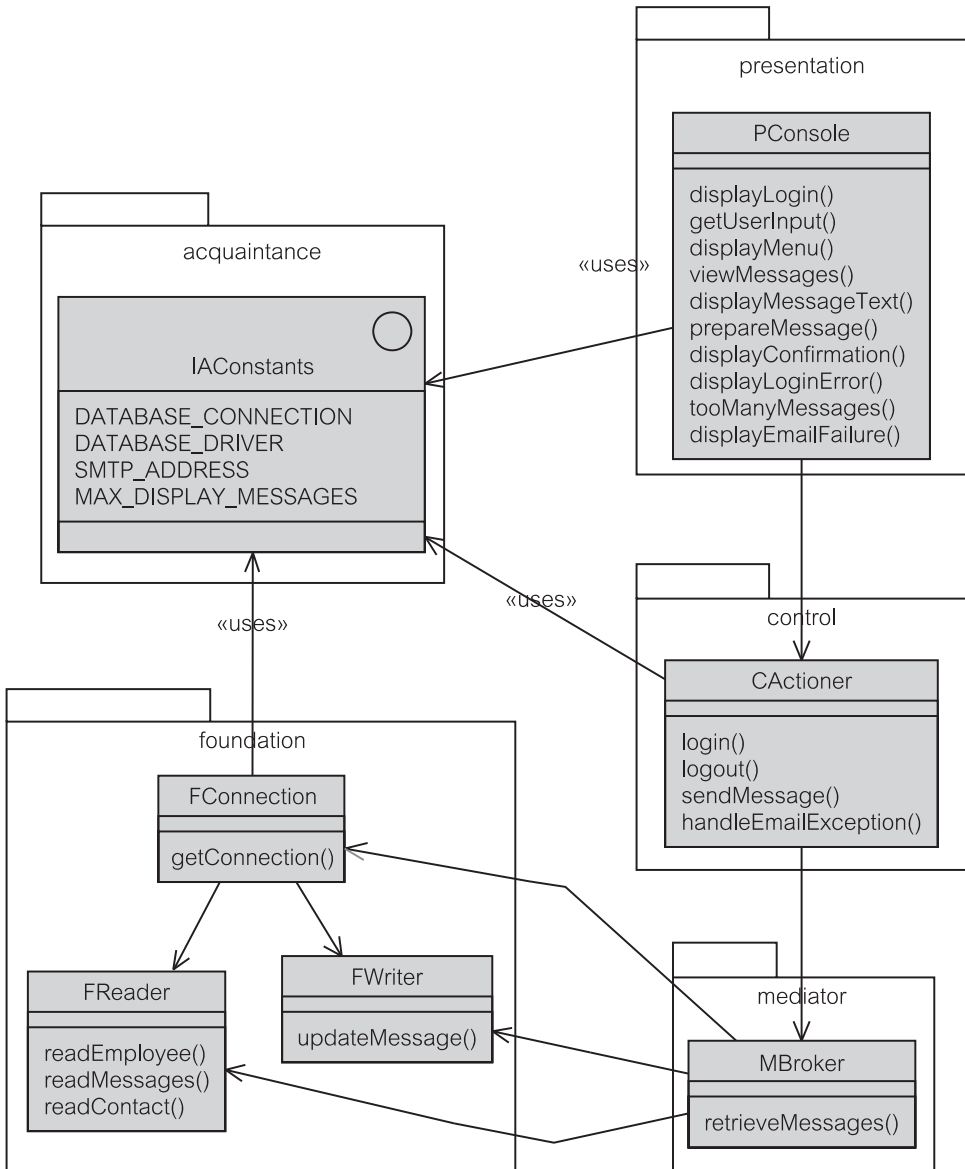 presentation
PConsole
displayLogin()
getUserInput()
displayMenu()
viewMessages()
displayMessageText()
prepareMessage()
displayConfirmation()
displayLoginError()
tooManyMessages()
displayEmailFailure()
«uses»
acquaintance
IAConstants
DATABASE_CONNECTION
DATABASE_DRIVER
SMTP_ADDRESS
MAX_DISPLAY_MESSAGES
«uses»
«uses»
control
CActioner
login()
logout()
sendMessage()
handleEmailException()
foundation
FConnection
getConnection()
FReader
readEmployee()
readMessages()
readContact()
FWriter
updateMessage()
mediator
MBroker
retrieveMessages()